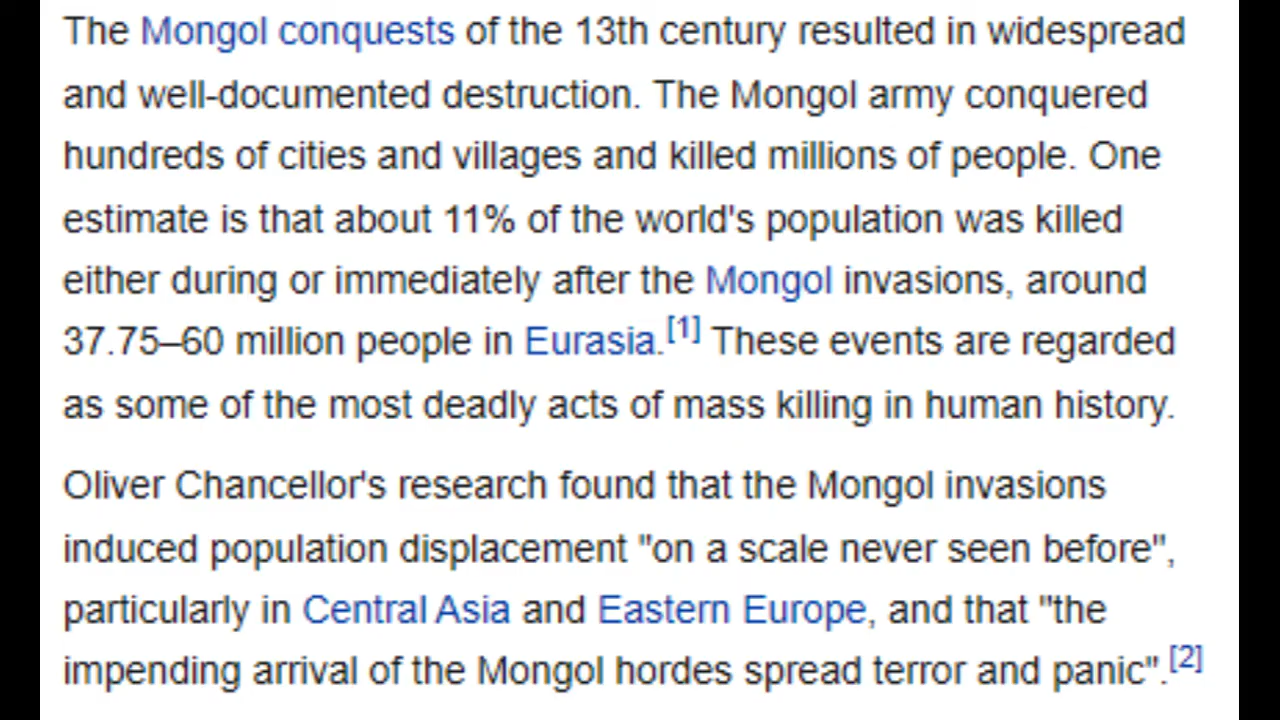 The Mongol conquests of the 13th century resulted in widespread
and well-documented destruction. The Mongol army conquered
hundreds of cities and villages and killed millions of people. One
estimate is that about 11% of the world's population was killed
either during or immediately after the Mongol invasions, around
37.75–60 million people in Eurasia.[1] These events are regarded
as some of the most deadly acts of mass killing in human history.
Oliver Chancellor's research found that the Mongol invasions
induced population displacement "on a scale never seen before",
particularly in Central Asia and Eastern Europe, and that "the
impending arrival of the Mongol hordes spread terror and panic".[2]